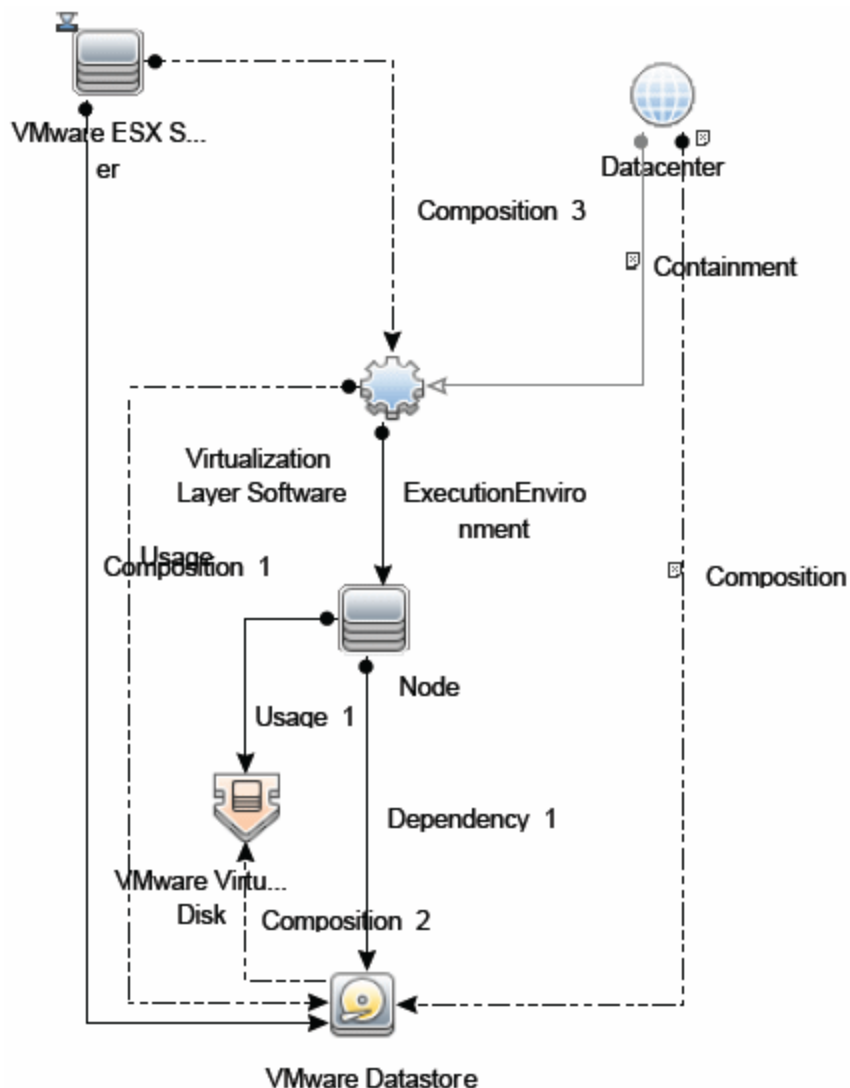 VMware ESX S...
er
Datacenter
Composition 3
Containment
Virtualization
Layer Software
ExecutionEnviro
nment
Usage
Composition 1
Composition
Node
Usage 1
Dependency 1
VMware Virtu...
Disk
Composition 2
VMware Datastore